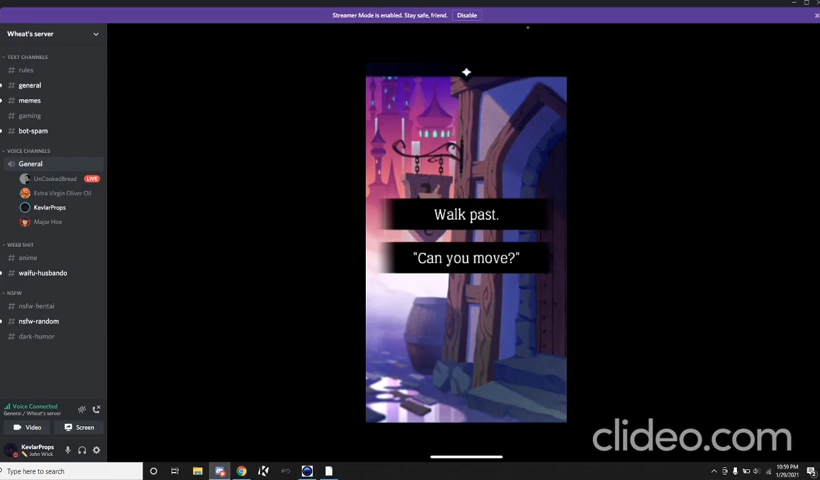 Streamer Mode is enabled. Stay safe, friend. Disable
Wheat's server
TEXT CHANNELS
# rules
# general
# memes
# gaming
# bot-spam
VOICE CHANNELS
General
UnCookedBread LIVE
Extra Virgin Oliver Oil
KevlarProps
Major Hoe
WEEB SHIT
# anime
# waifu-husbando
NSFW
# nsfw-hentai
# nsfw-random
# dark-humor
Walk past.
"Can you move?"
Voice Connected
General / Wheat's server
Video Screen
KevlarProps
John Wick
clideo.com
Type here to search
10:59 PM
1/29/2021